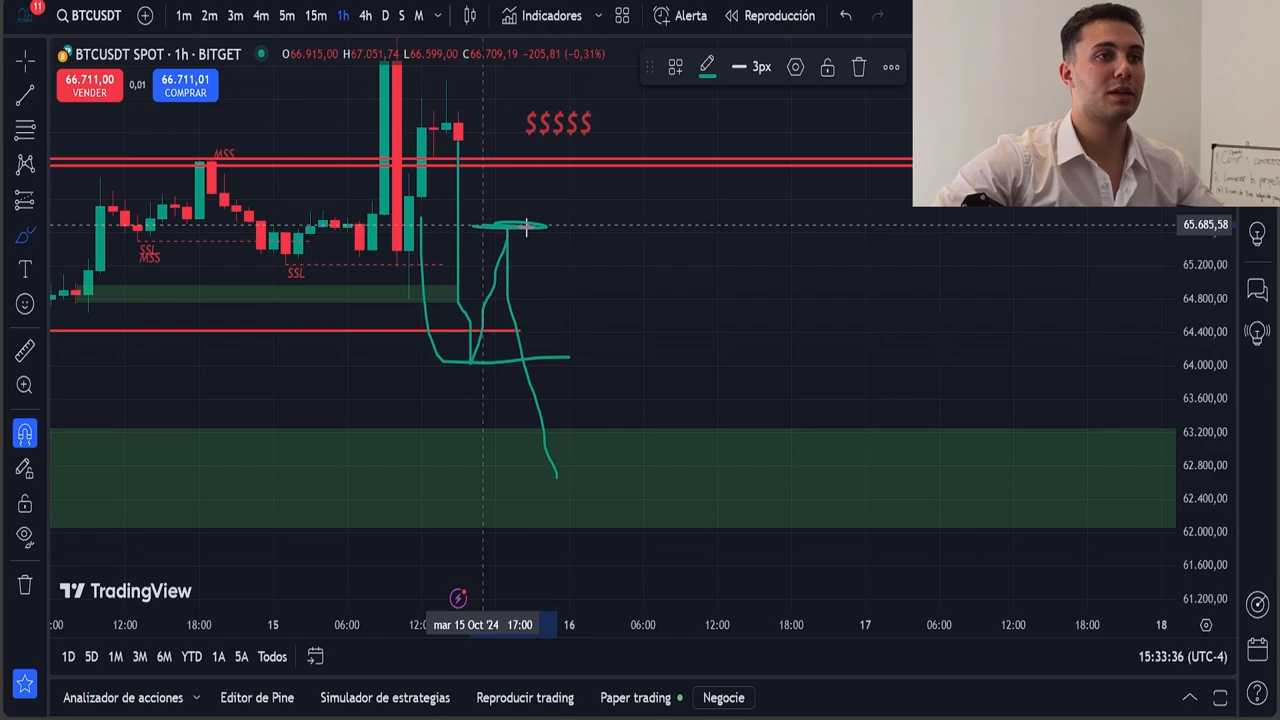 11
BTCUSDT
1m 2m 3m 4m 5m 15m 1h 4h D S M
Indicadores
Alerta
Reproducción
BTCUSDT SPOT · 1h · BITGET
O66.915,00 H67.051,74 L66.599,00 C66.709,19 -205,81 (-0,31%)
66.711,00
VENDER
0,01
66.711,01
COMPRAR
3px
$$$$$
MSS
SSL
MSS
SSL
65.685,58
65.200,00
64.800,00
64.400,00
64.000,00
63.600,00
63.200,00
62.800,00
62.400,00
62.000,00
61.600,00
61.200,00
TradingView
:00 12:00 18:00 15 06:00 12:0 mar 15 Oct '24 17:00 16 06:00 12:00 18:00 17 06:00 12:00 18:00 18
1D 5D 1M 3M 6M YTD 1A 5A Todos
15:33:36 (UTC-4)
Analizador de acciones
Editor de Pine
Simulador de estrategias
Reproducir trading
Paper trading
Negocie